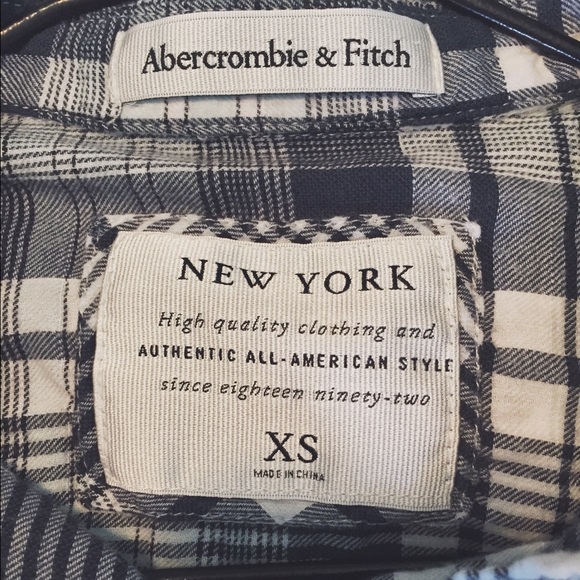 Abercrombie & Fitch
NEW YORK
High quality clothing and
AUTHENTIC ALL-AMERICAN STYLE
since eighteen ninety-two
XS
MADE IN CHINA